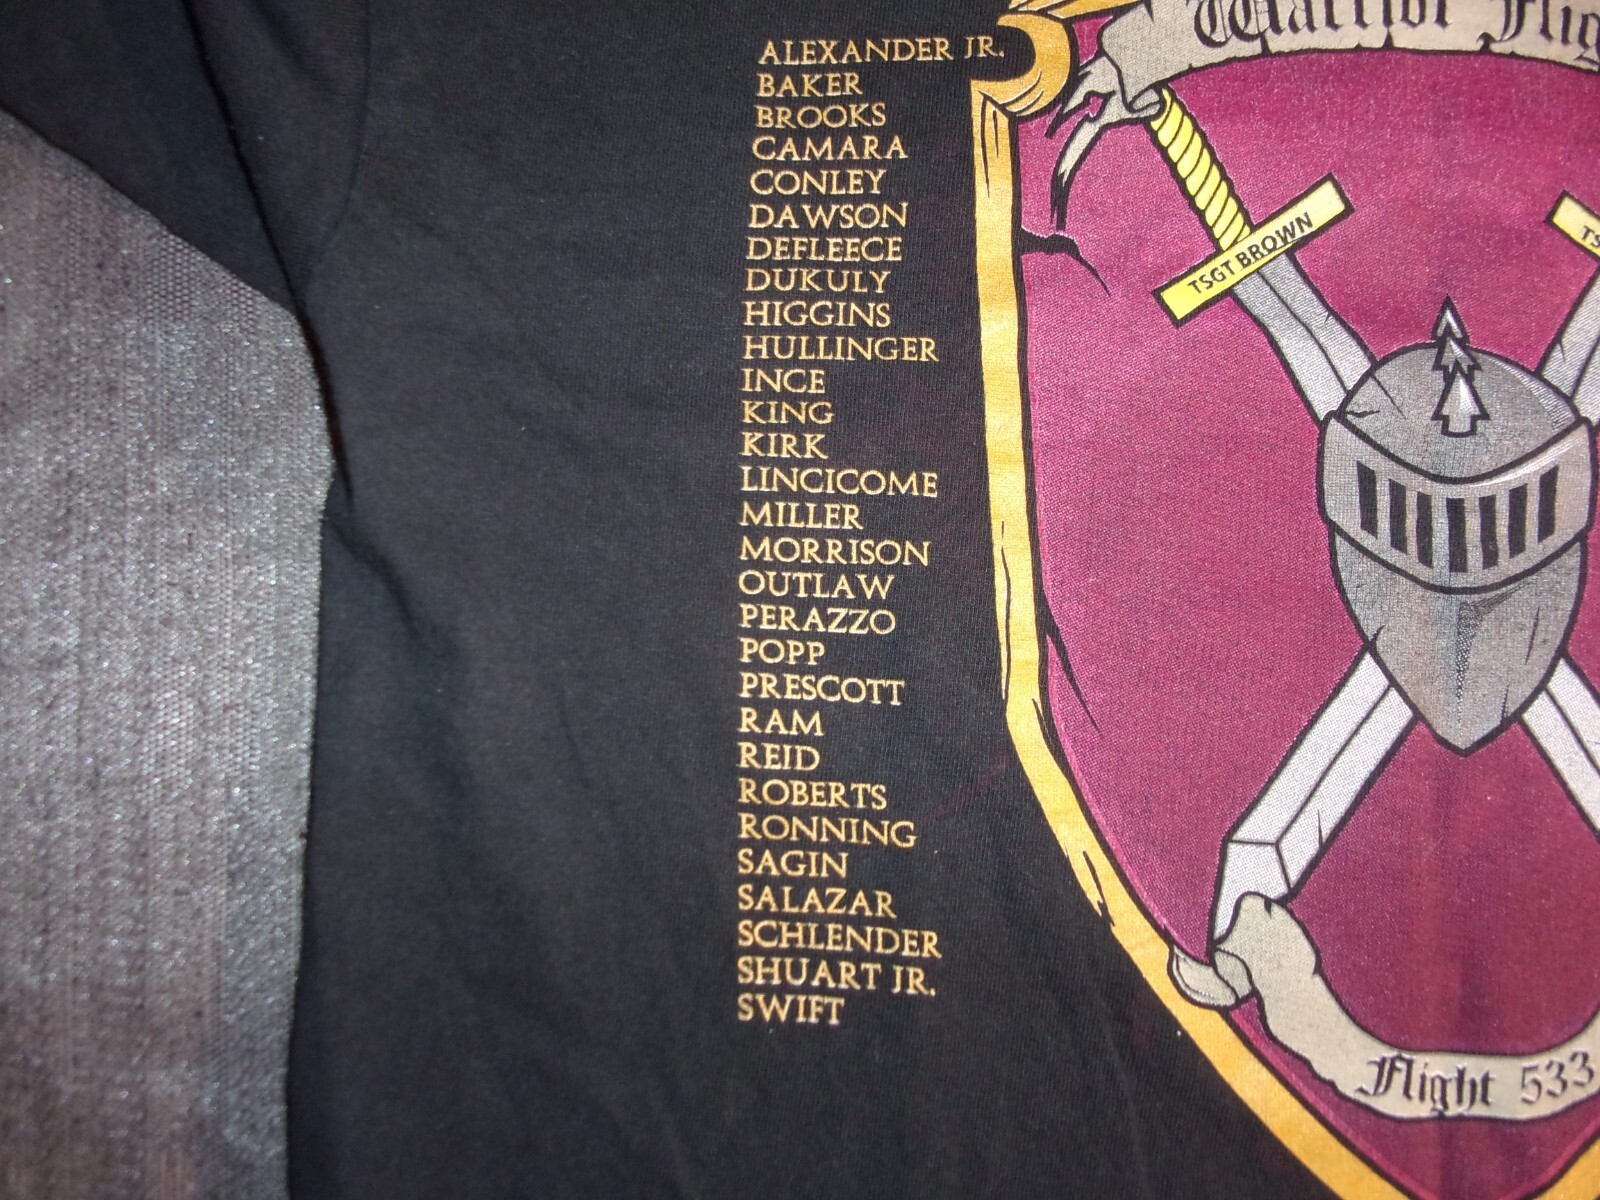 Warrior
ALEXANDER JR.
BAKER
BROOKS
CAMARA
CONLEY
DAWSON
DEFLEECE
DUKULY
HIGGINS
HULLINGER
INCE
KING
KIRK
LINCICOME
MILLER
MORRISON
OUTLAW
PERAZZO
POPP
PRESCOTT
RAM
REID
ROBERTS
RONNING
SAGIN
SALAZAR
SCHLENDER
SHUART JR.
SWIFT
TSGT BROWN
Flight 533